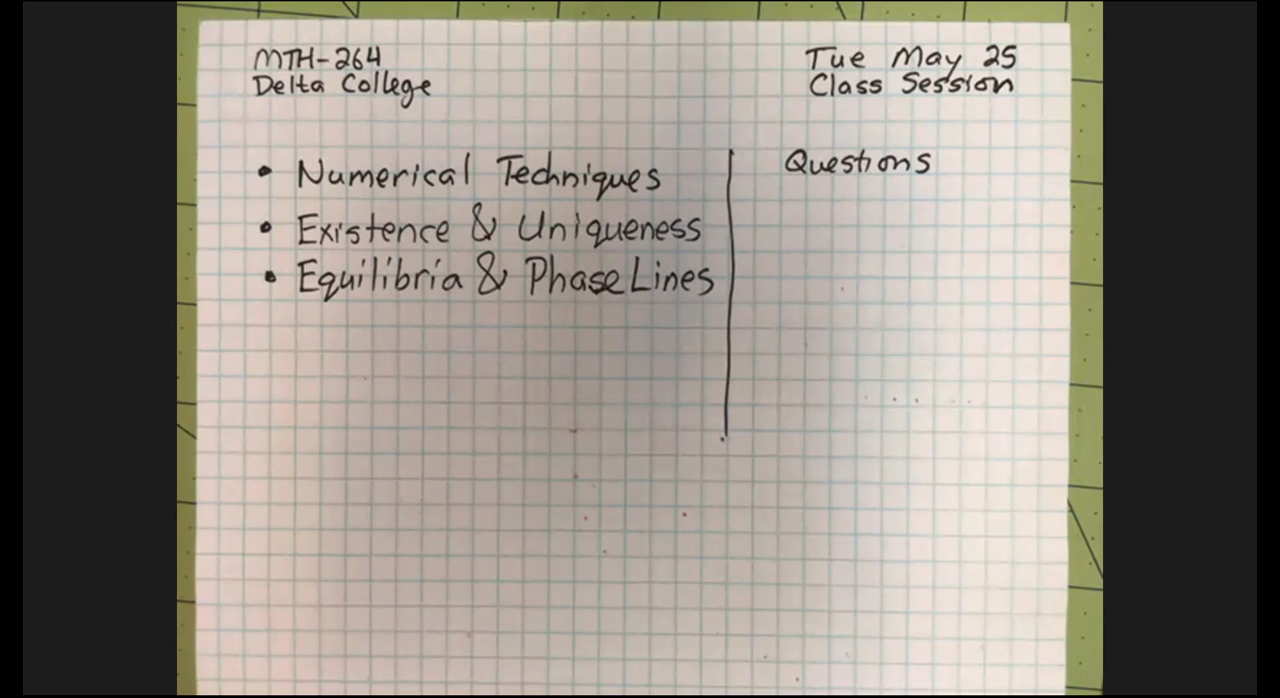 MTH-264
Delta College
Tue May 25
Class Session
• Numerical Techniques
• Existence & Uniqueness
• Equilibria & Phase Lines
Questions